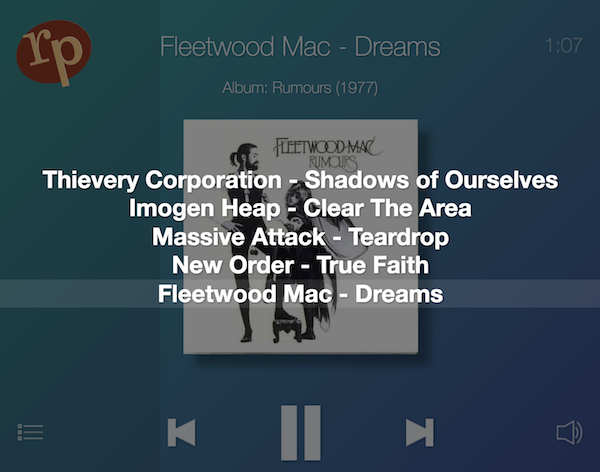 rp
Fleetwood Mac - Dreams
1:07
Album: Rumours (1977)
FLEETWOOD MAC
RUMOURS
Thievery Corporation - Shadows of Ourselves
Imogen Heap - Clear The Area
Massive Attack - Teardrop
New Order - True Faith
Fleetwood Mac - Dreams